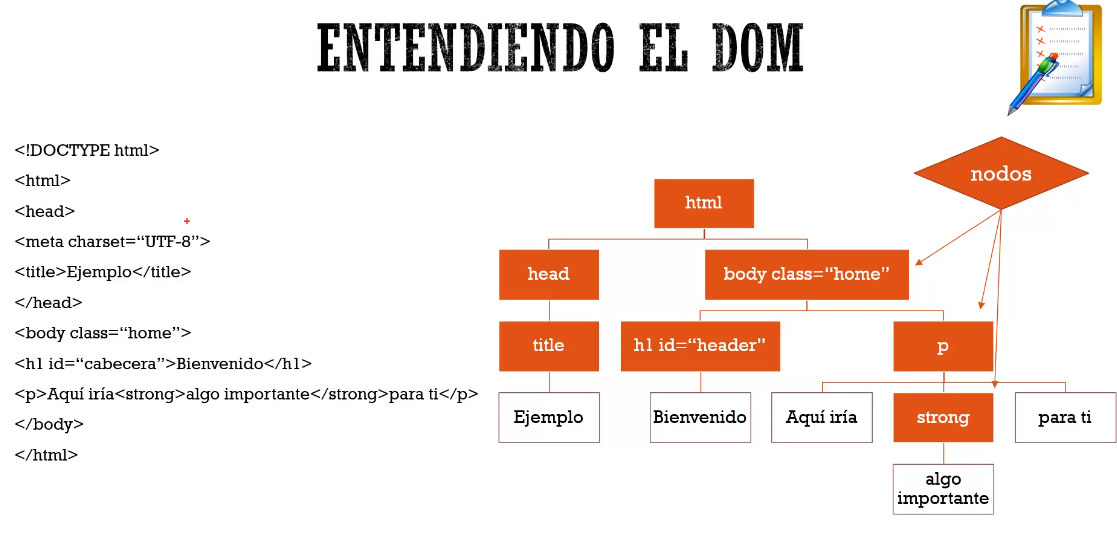 ENTENDIENDO EL DOM
<!DOCTYPE html>
<html>
<head>
<meta charset=“UTF-8”>
<title>Ejemplo</title>
</head>
<body class=“home”>
<h1 id=“cabecera”>Bienvenido</h1>
<p>Aquí iría<strong>algo importante</strong>para ti</p>
</body>
</html>
nodos
html
head
body class=“home”
title
h1 id=“header”
p
Ejemplo
Bienvenido
Aquí iría
strong
para ti
algo
importante